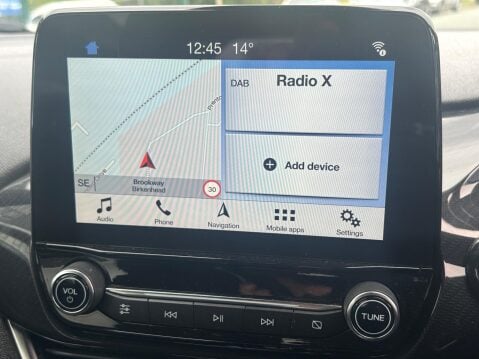 12:45 14°
DAB Radio X
Add device
SE
Brookway
Birkenhead
30
Audio
Phone
Navigation
Mobile apps
Settings
VOL
TUNE